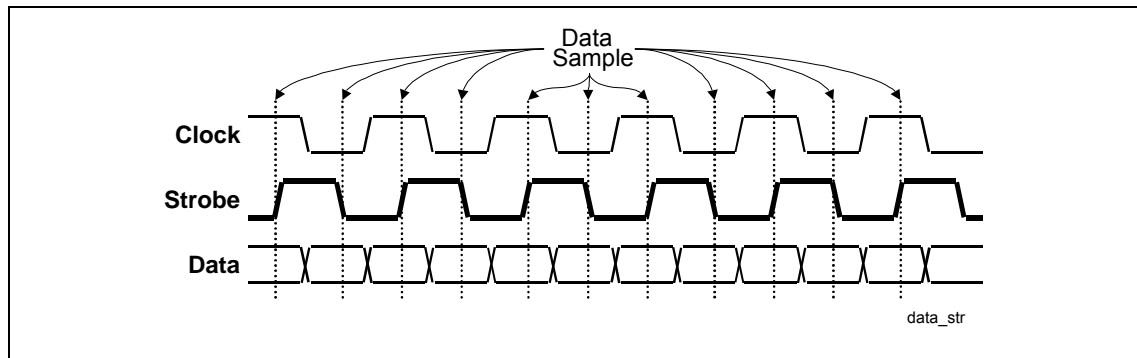 Data
Sample
Clock
Strobe
Data
data_str